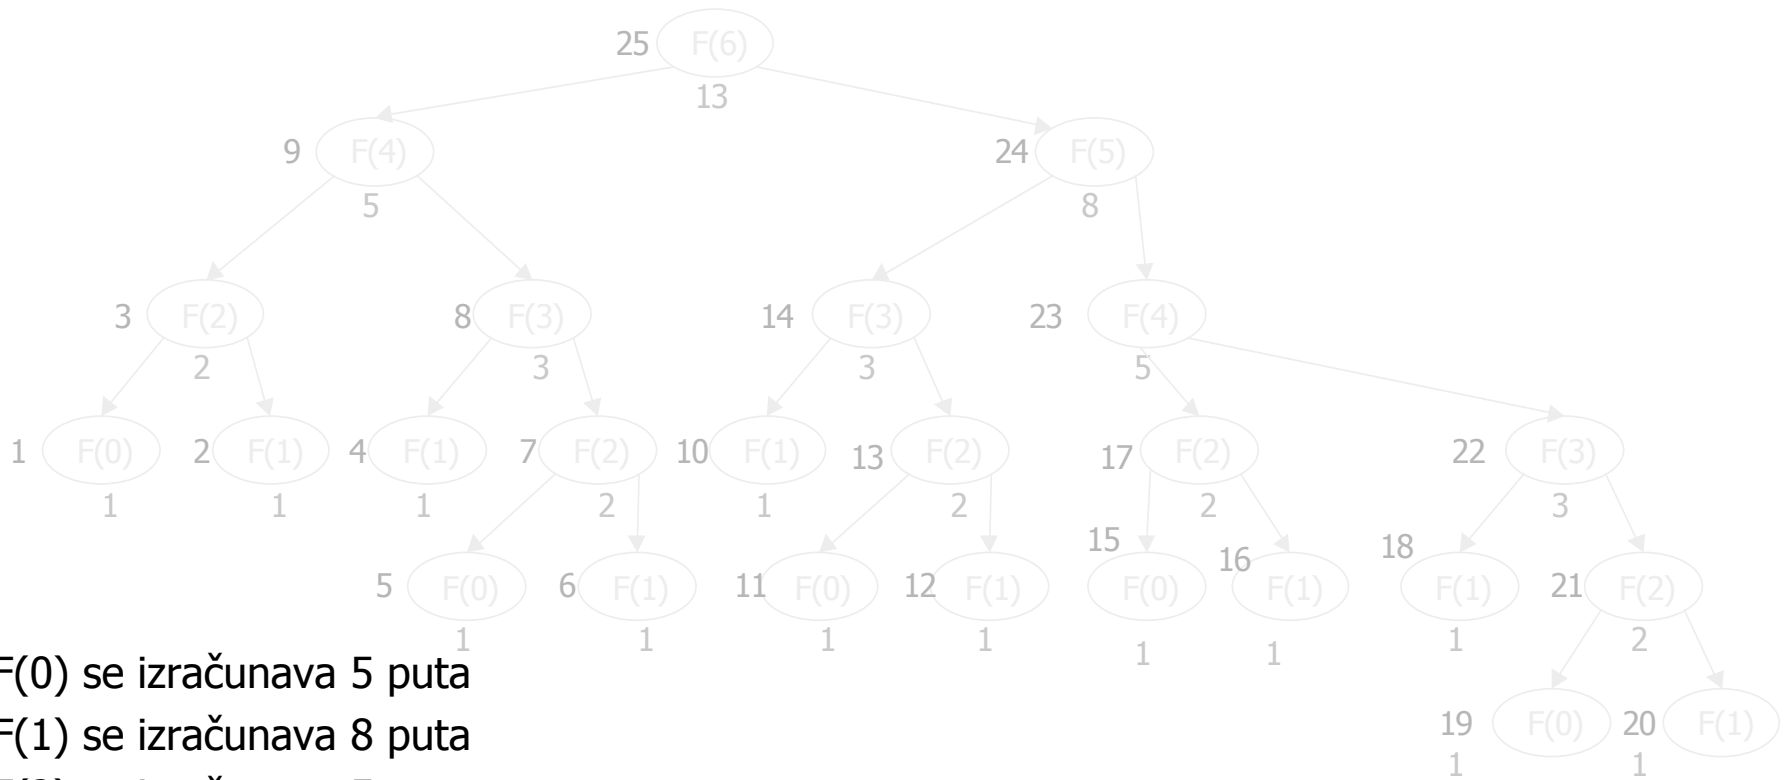 25 F(6)
13
9 F(4) 24 F(5)
5 8
3 F(2) 8 F(3) 14 F(3) 23 F(4)
2 3 3 5
1 F(0) 2 F(1) 4 F(1) 7 F(2) 10 F(1) 13 F(2) 17 F(2) 22 F(3)
1 1 1 2 1 2 2 3
5 F(0) 6 F(1) 11 F(0) 12 F(1) 15 F(0) 16 F(1) 18 F(1) 21 F(2)
1 1 1 1 1 1 1 2
19 F(0) 20 F(1)
1 1
F(0) se izračunava 5 puta
F(1) se izračunava 8 puta